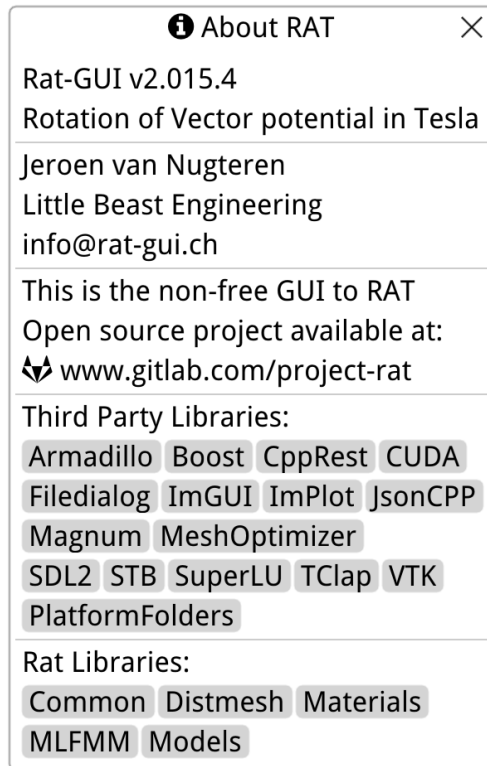 About RAT
Rat-GUI v2.015.4
Rotation of Vector potential in Tesla
Jeroen van Nugteren
Little Beast Engineering
info@rat-gui.ch
This is the non-free GUI to RAT
Open source project available at:
www.gitlab.com/project-rat
Third Party Libraries:
Armadillo Boost CppRest CUDA
Filedialog ImGUI ImPlot JsonCPP
Magnum MeshOptimizer
SDL2 STB SuperLU TClap VTK
PlatformFolders
Rat Libraries:
Common Distmesh Materials
MLFMM Models